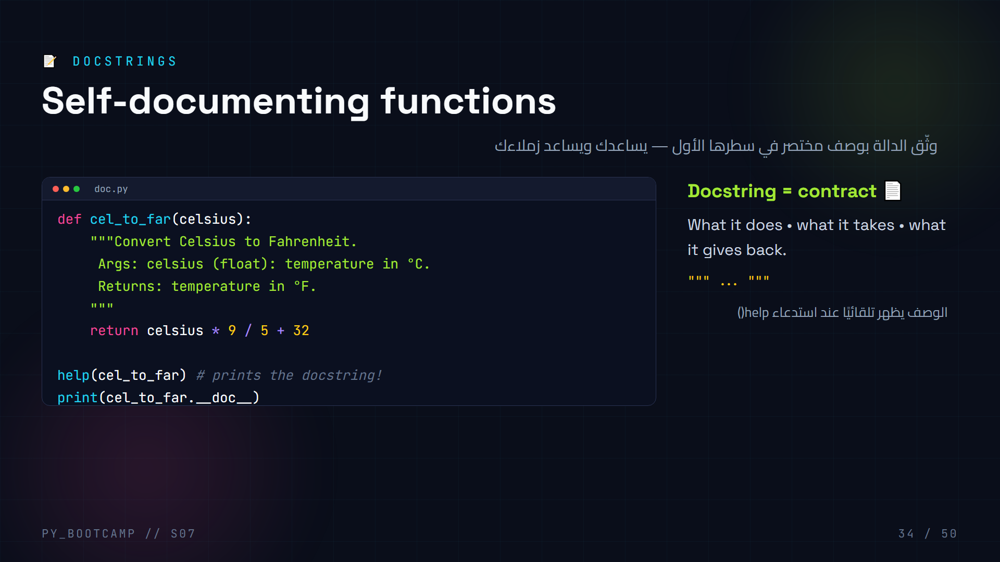 📝 DOCSTRINGS
Self-documenting functions
وثّق الدالة بوصف مختصر في سطرها الأول — يساعدك ويساعد زملاءك
doc.py
def cel_to_far(celsius):
    """Convert Celsius to Fahrenheit.
     Args: celsius (float): temperature in °C.
     Returns: temperature in °F.
    """
    return celsius * 9 / 5 + 32
help(cel_to_far) # prints the docstring!
print(cel_to_far.__doc__)
Docstring = contract 📄
What it does • what it takes • what
it gives back.
""" ... """
الوصف يظهر تلقائيًا عند استدعاء help()
PY_BOOTCAMP // S07
34 / 50